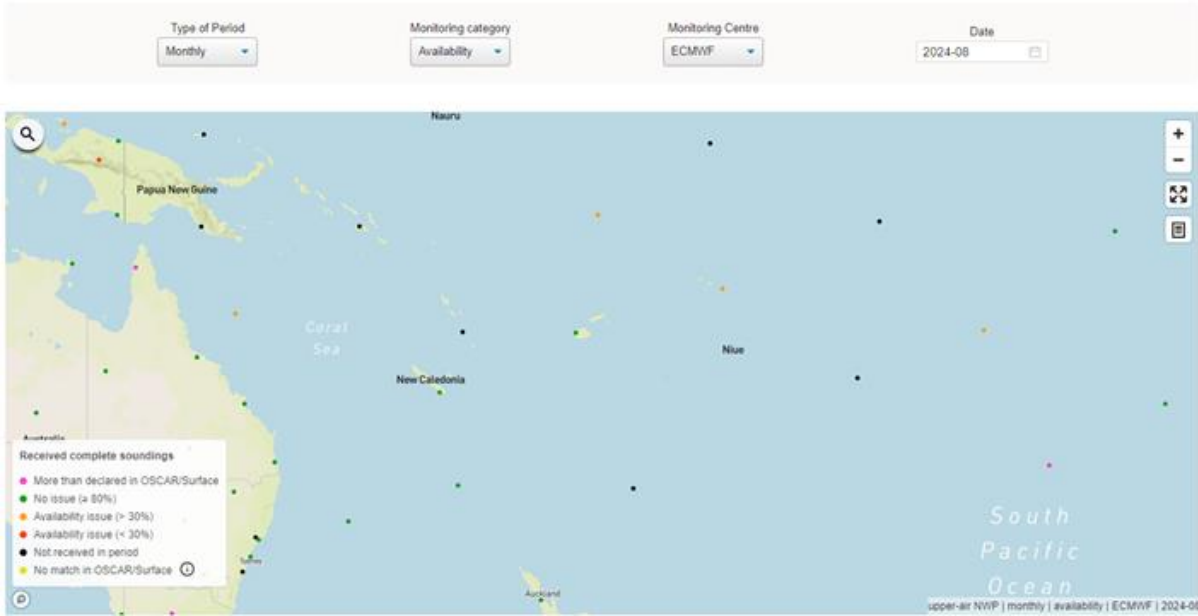 Type of Period
Monthly
Monitoring category
Availability
Monitoring Centre
ECMWF
Date
2024-08
Nauru
+
−
Papua New Guine
Coral
Sea
Niue
New Caledonia
Australia
Received complete soundings
More than declared in OSCAR/Surface
No issue (≥ 80%)
Availability issue (> 30%)
Availability issue (< 30%)
Not received in period
No match in OSCAR/Surface
Auckland
South
Pacific
Ocean
upper-air NWP | monthly | availability | ECMWF | 2024-08